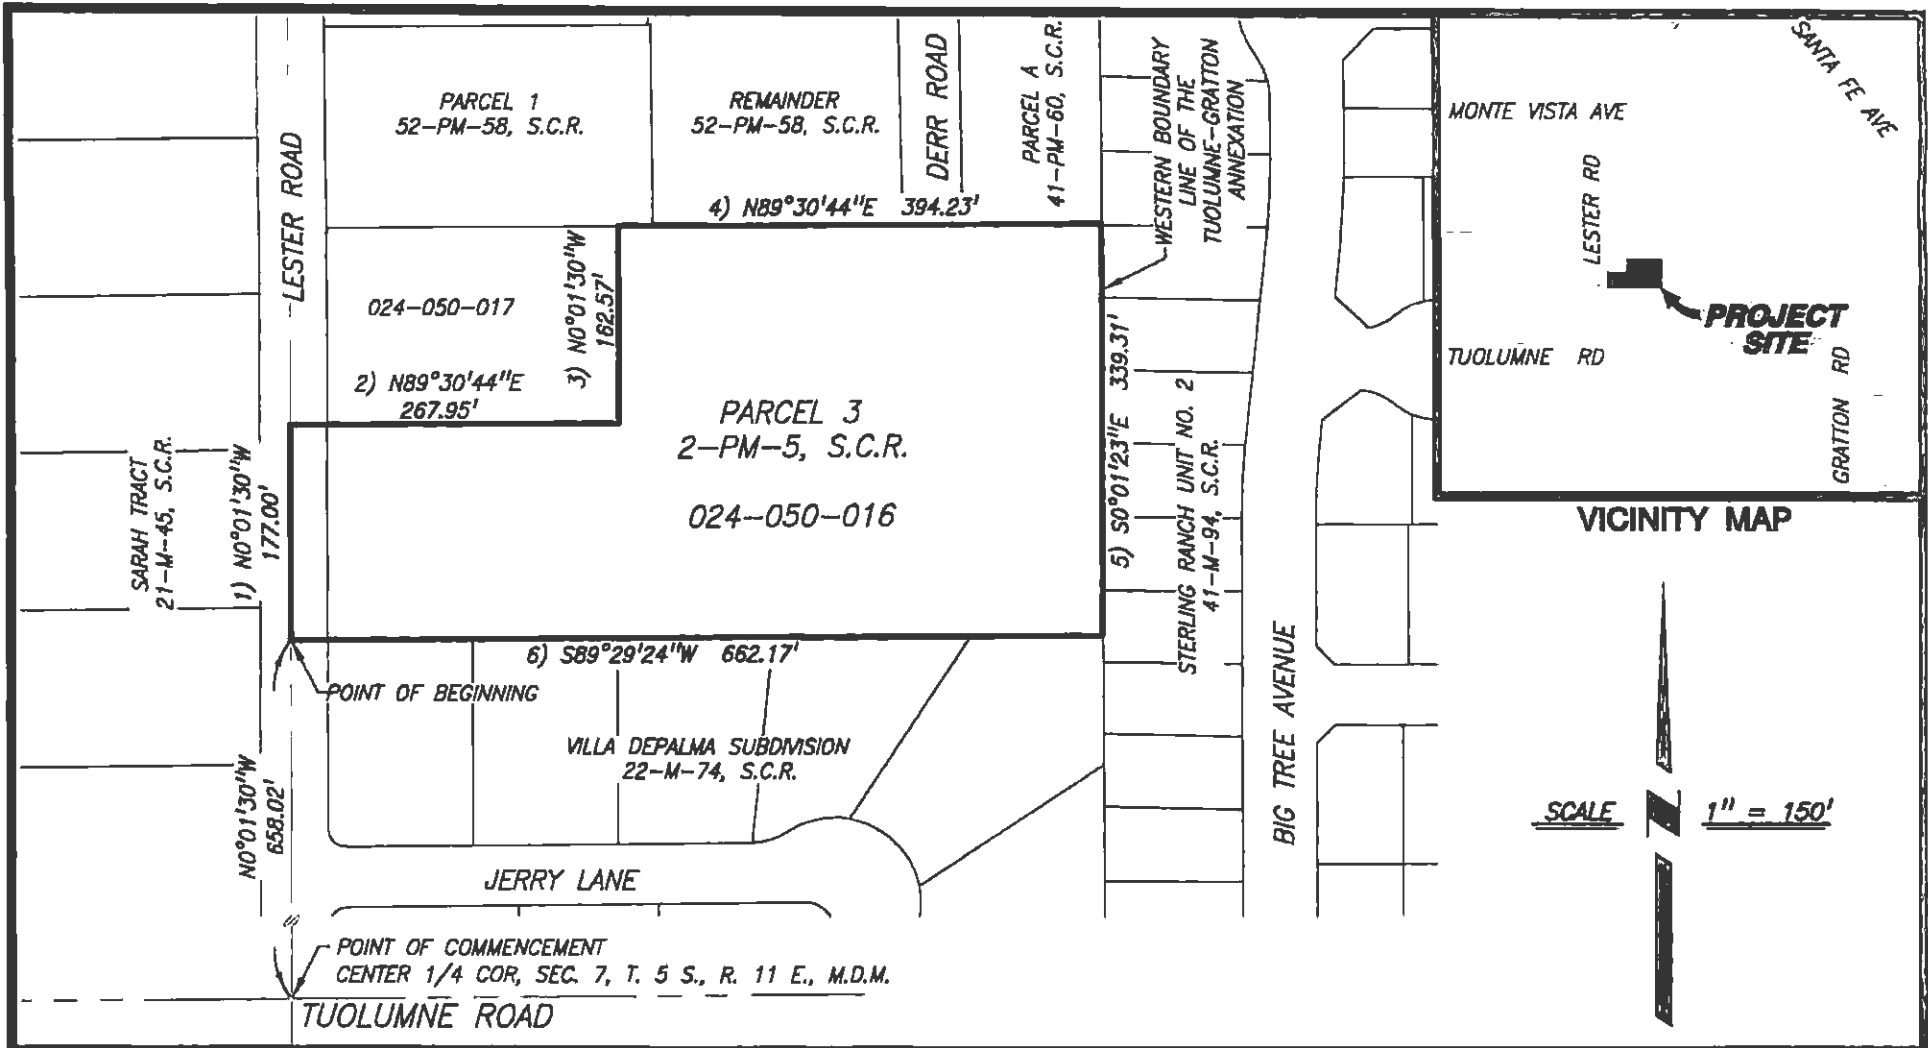 PARCEL 1
52-PM-58, S.C.R.
REMAINDER
52-PM-58, S.C.R.
DERR ROAD
PARCEL A
41-PM-60, S.C.R.
WESTERN BOUNDARY
LINE OF THE
TUOLUMNE-GRATTON
ANNEXATION
LESTER ROAD
4) N89°30'44"E 394.23'
024-050-017
3) N0°01'30"W
162.57'
2) N89°30'44"E
267.95'
PARCEL 3
2-PM-5, S.C.R.
024-050-016
5) S0°01'23"E 339.31'
STERLING RANCH UNIT NO. 2
41-M-94, S.C.R.
SARAH TRACT
21-M-45, S.C.R.
1) N0°01'30"W
177.00'
6) S89°29'24"W 662.17'
POINT OF BEGINNING
VILLA DEPALMA SUBDIVISION
22-M-74, S.C.R.
N0°01'30"W
658.02'
BIG TREE AVENUE
JERRY LANE
POINT OF COMMENCEMENT
CENTER 1/4 COR, SEC. 7, T. 5 S., R. 11 E., M.D.M.
TUOLUMNE ROAD
SANTA FE AVE
MONTE VISTA AVE
LESTER RD
PROJECT
SITE
TUOLUMNE RD
GRATTON RD
VICINITY MAP
SCALE 1" = 150'